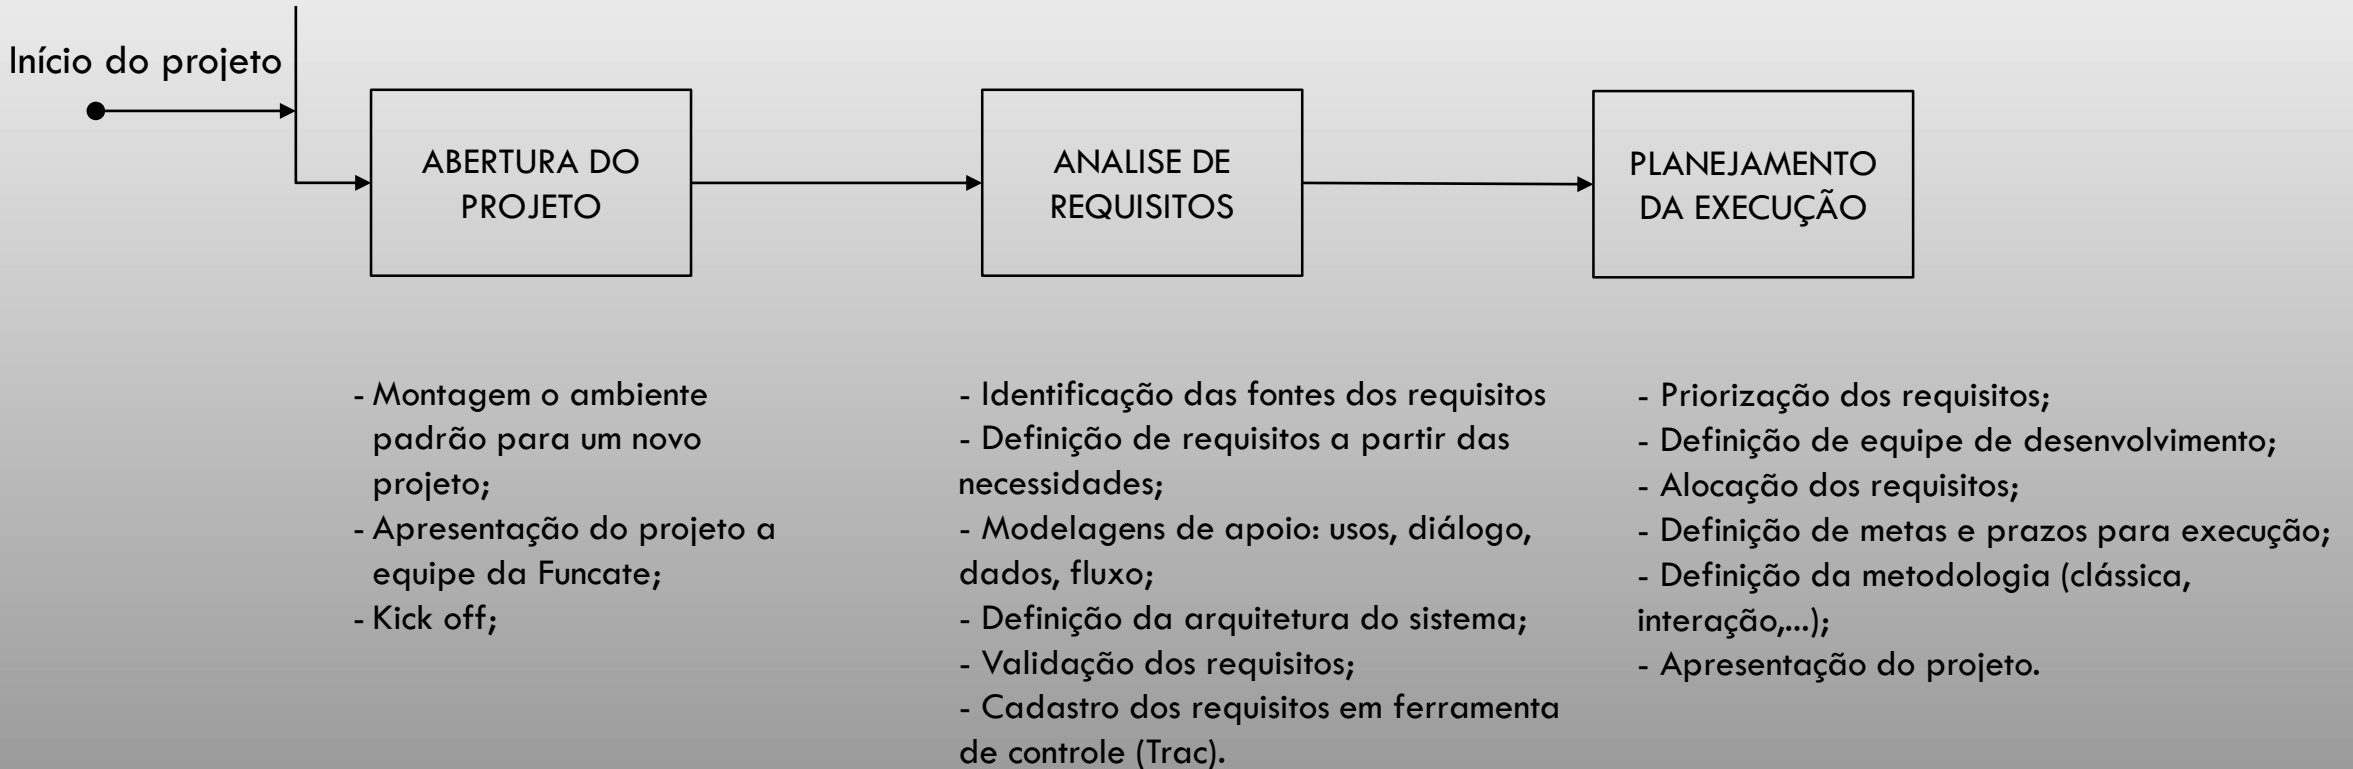 Início do projeto
ABERTURA DO
PROJETO
ANALISE DE
REQUISITOS
PLANEJAMENTO
DA EXECUÇÃO
- Montagem o ambiente
padrão para um novo
projeto;
- Apresentação do projeto a
equipe da Funcate;
- Kick off;
- Identificação das fontes dos requisitos
- Definição de requisitos a partir das
necessidades;
- Modelagens de apoio: usos, diálogo,
dados, fluxo;
- Definição da arquitetura do sistema;
- Validação dos requisitos;
- Cadastro dos requisitos em ferramenta
de controle (Trac).
- Priorização dos requisitos;
- Definição de equipe de desenvolvimento;
- Alocação dos requisitos;
- Definição de metas e prazos para execução;
- Definição da metodologia (clássica,
interação,...);
- Apresentação do projeto.